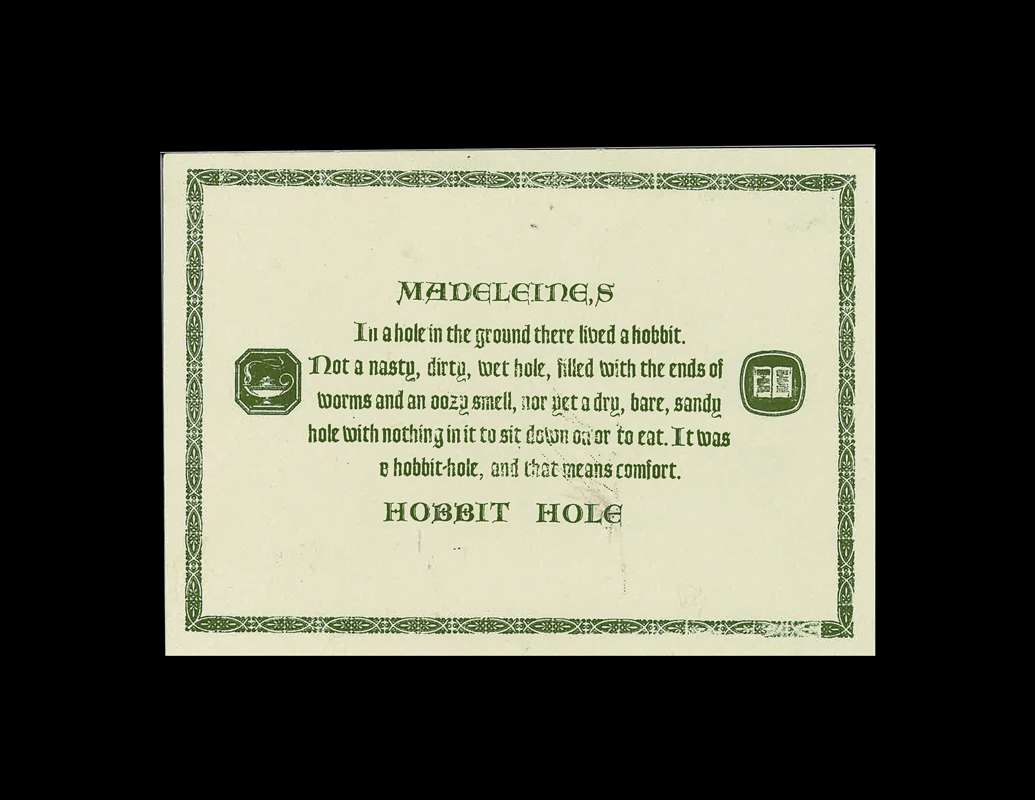 MADELEINE,S
In a hole in the ground there lived a hobbit.
Not a nasty, dirty, wet hole, filled with the ends of
worms and an oozy smell, nor yet a dry, bare, sandy
hole with nothing in it to sit down on or to eat. It was
a hobbit-hole, and that means comfort.
HOBBIT HOLE